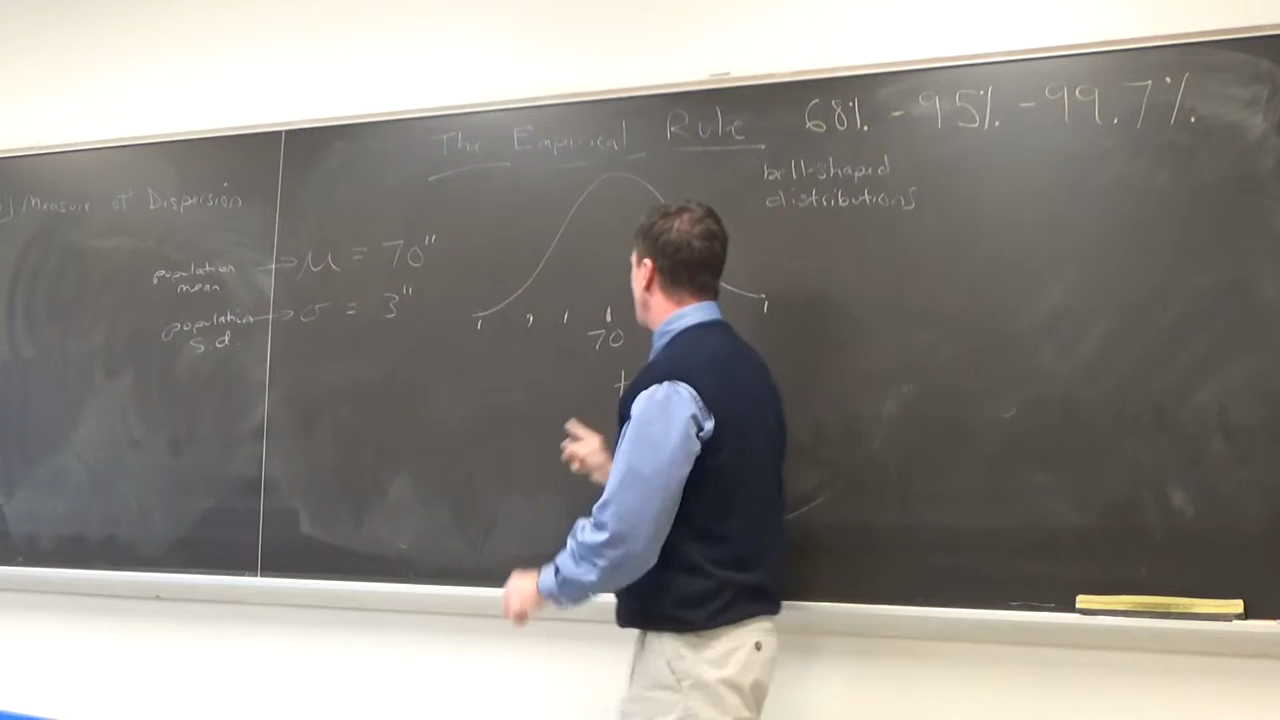 The Empirical Rule 68% - 95% - 99.7%
bell-shaped
distributions
Measure of Dispersion
population
mean
→ μ = 70"
population
s.d.
→ σ = 3"
70